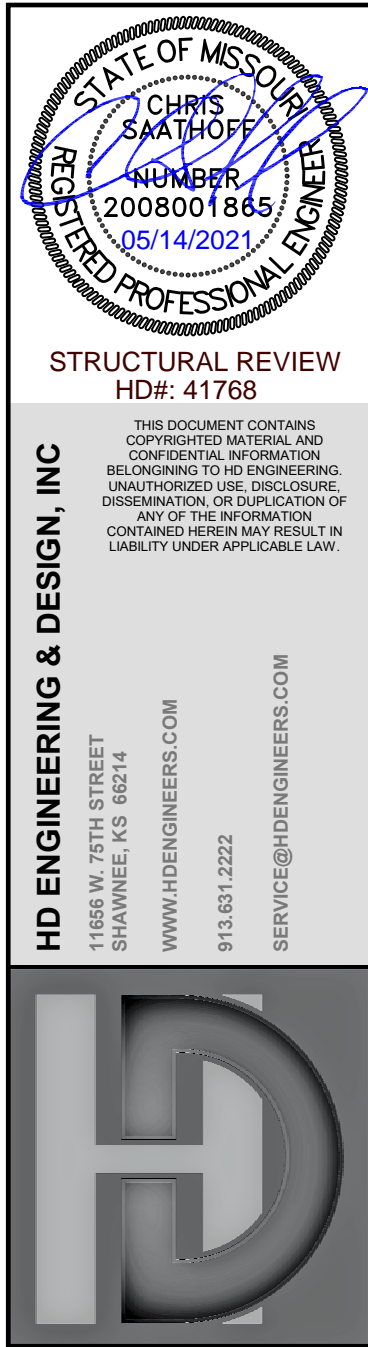 STATE OF MISSOURI
CHRIS
SAATHOFF
NUMBER
2008001865
05/14/2021
REGISTERED PROFESSIONAL ENGINEER
STRUCTURAL REVIEW
HD#: 41768
THIS DOCUMENT CONTAINS
COPYRIGHTED MATERIAL AND
CONFIDENTIAL INFORMATION
BELONGINING TO HD ENGINEERING.
UNAUTHORIZED USE, DISCLOSURE,
DISSEMINATION, OR DUPLICATION OF
ANY OF THE INFORMATION
CONTAINED HEREIN MAY RESULT IN
LIABILITY UNDER APPLICABLE LAW.
HD ENGINEERING & DESIGN, INC
11656 W. 75TH STREET
SHAWNEE, KS 66214
WWW.HDENGINEERS.COM
913.631.2222
SERVICE@HDENGINEERS.COM
HD